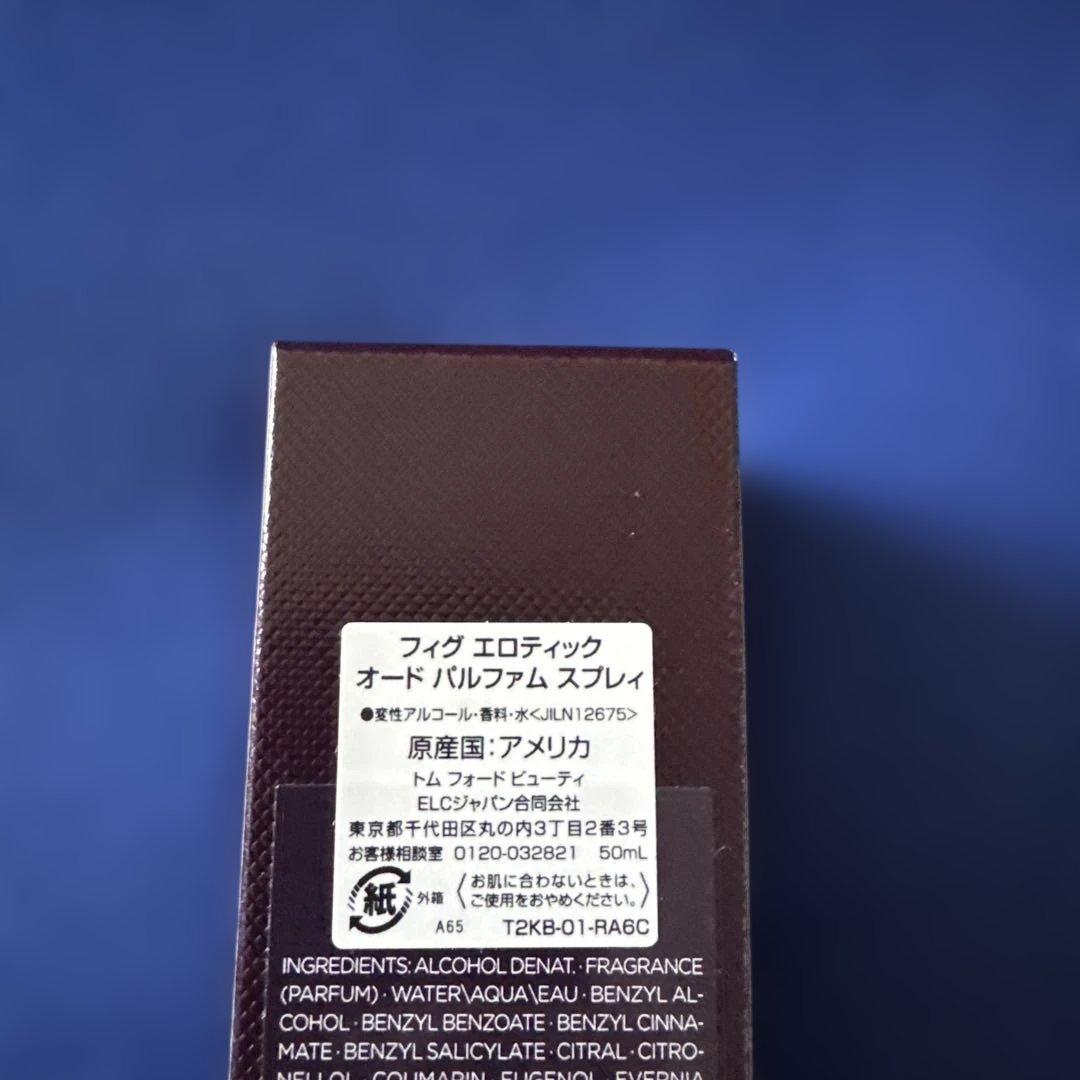 フィグ エロティック
オード パルファム スプレィ
●変性アルコール・香料・水<JILN12675>
原産国：アメリカ
トム フォード ビューティ
ELCジャパン合同会社
東京都千代田区丸の内3丁目2番3号
お客様相談室 0120-032821 50mL
紙 外箱 〈お肌に合わないときは、
ご使用をおやめください。〉
A65 T2KB-01-RA6C
INGREDIENTS: ALCOHOL DENAT. · FRAGRANCE
(PARFUM) · WATER\AQUA\EAU · BENZYL AL-
COHOL · BENZYL BENZOATE · BENZYL CINNA-
MATE · BENZYL SALICYLATE · CITRAL · CITRO-
NELLOL · COUMARIN · EUGENOL · EVERNIA